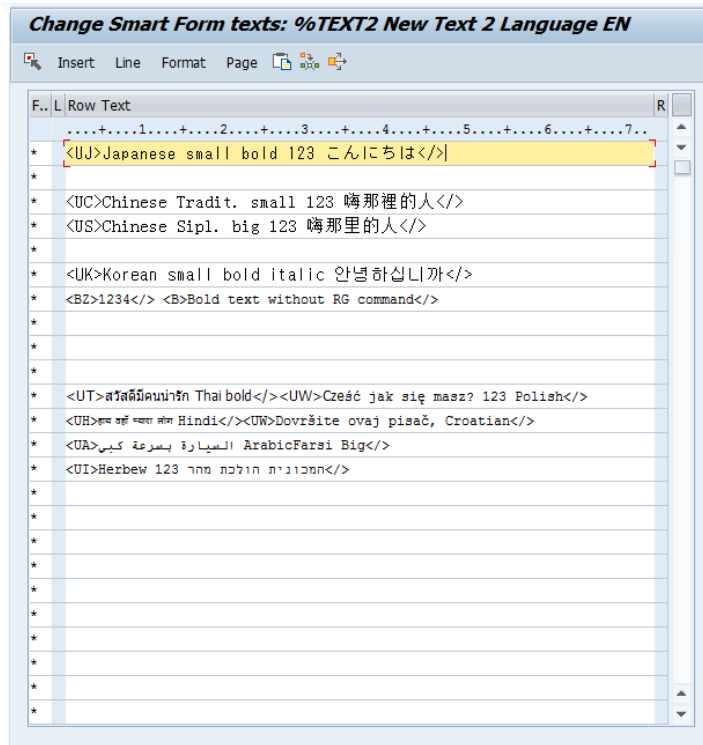 Change Smart Form texts: %TEXT2 New Text 2 Language EN
Insert Line Format Page
F.. L Row Text R
....+....1....+....2....+....3....+....4....+....5....+....6....+....7..
* <UJ>Japanese small bold 123 こんにちは</>
*
* <UC>Chinese Tradit. small 123 嗨那裡的人</>
* <US>Chinese Sipl. big 123 嗨那里的人</>
*
* <UK>Korean small bold italic 안녕하십니까</>
* <BZ>1234</> <B>Bold text without RG command</>
*
*
*
* <UT>สวัสดีมีคนน่ารัก Thai bold</><UW>Cześć jak się masz? 123 Polish</>
* <UH>हाय वहाँ प्यारा लोग Hindi</><UW>Dovršite ovaj pisač, Croatian</>
* <UA>السيارة بسرعة كبي ArabicFarsi Big</>
* <UI>Herbew 123 המכונית הולכת מהר</>
*
*
*
*
*
*
*
*
*
*